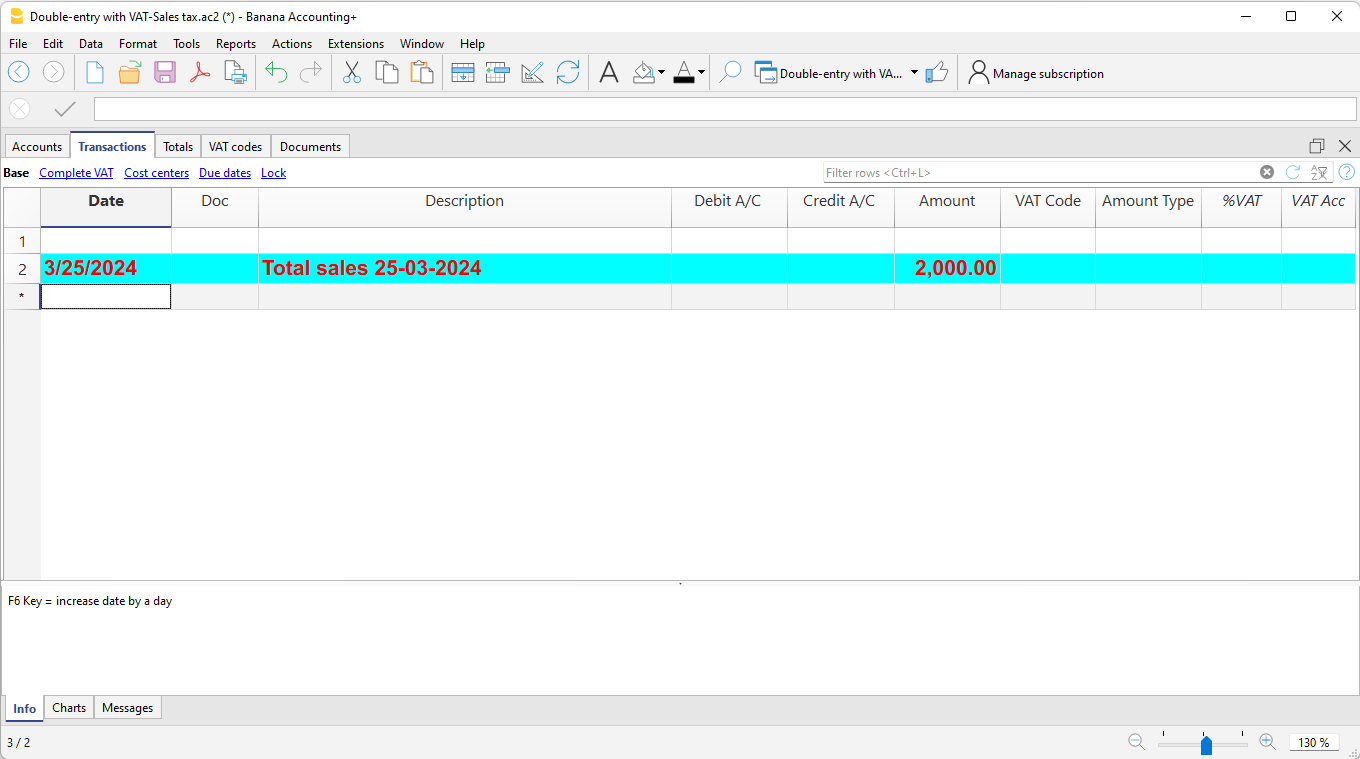 Double-entry with VAT-Sales tax.ac2 (*) - Banana Accounting+
File Edit Data Format Tools Reports Actions Extensions Window Help
Double-entry with VA... Manage subscription
Accounts Transactions Totals VAT codes Documents
Base Complete VAT Cost centers Due dates Lock Filter rows <Ctrl+L>
Date Doc Description Debit A/C Credit A/C Amount VAT Code Amount Type %VAT VAT Acc
1
2 3/25/2024 Total sales 25-03-2024 2,000.00
*
F6 Key = increase date by a day
Info Charts Messages
3 / 2 130 %